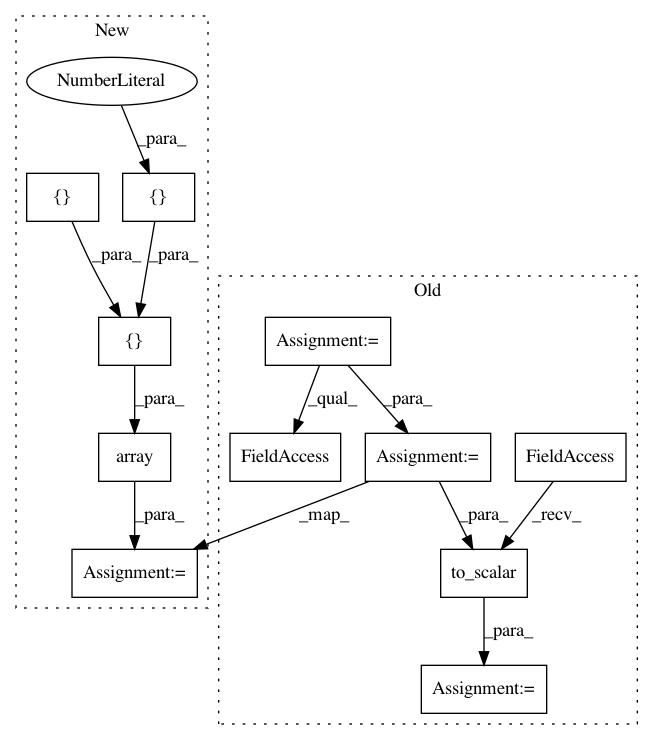 New
NumberLiteral
_para_
{}
{}
_para_
_para_
Old
{}
Assignment:=
_para_
_qual_
_para_
array
FieldAccess
Assignment:=
FieldAccess
_para_
_map_
_para_
_recv_
Assignment:=
to_scalar
_para_
Assignment:=